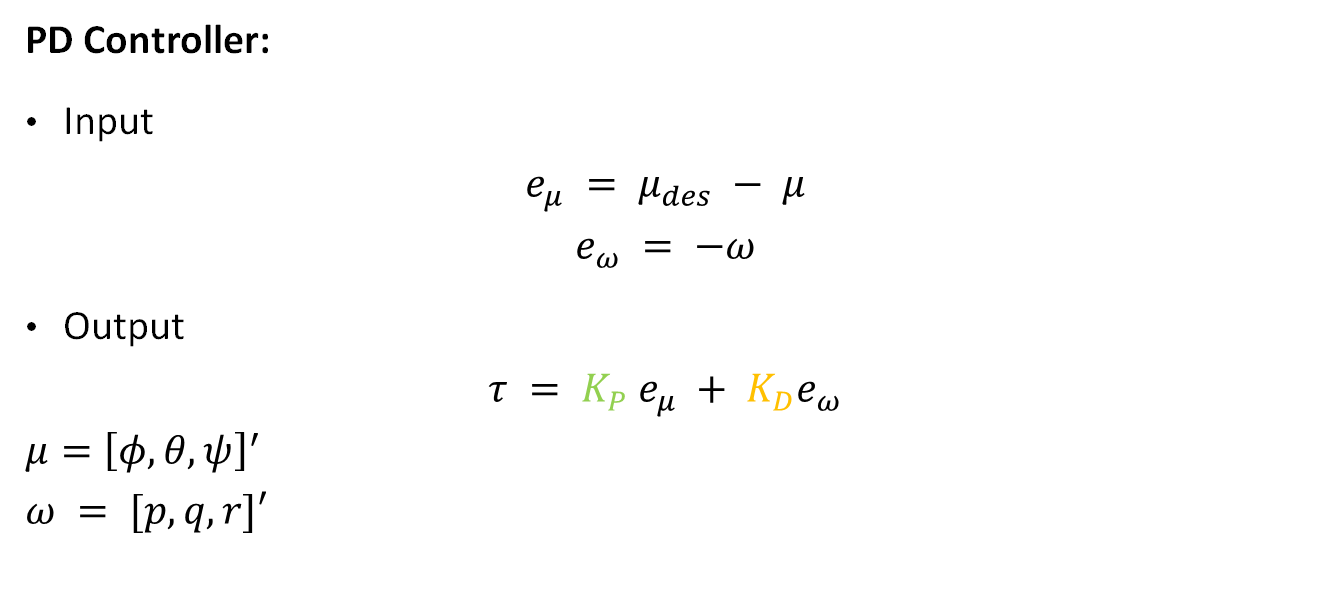 PD Controller:
• Input
e_μ = μ_des − μ
e_ω = −ω
• Output
τ = K_P e_μ + K_D e_ω
μ = [ϕ, θ, ψ]′
ω = [p, q, r]′